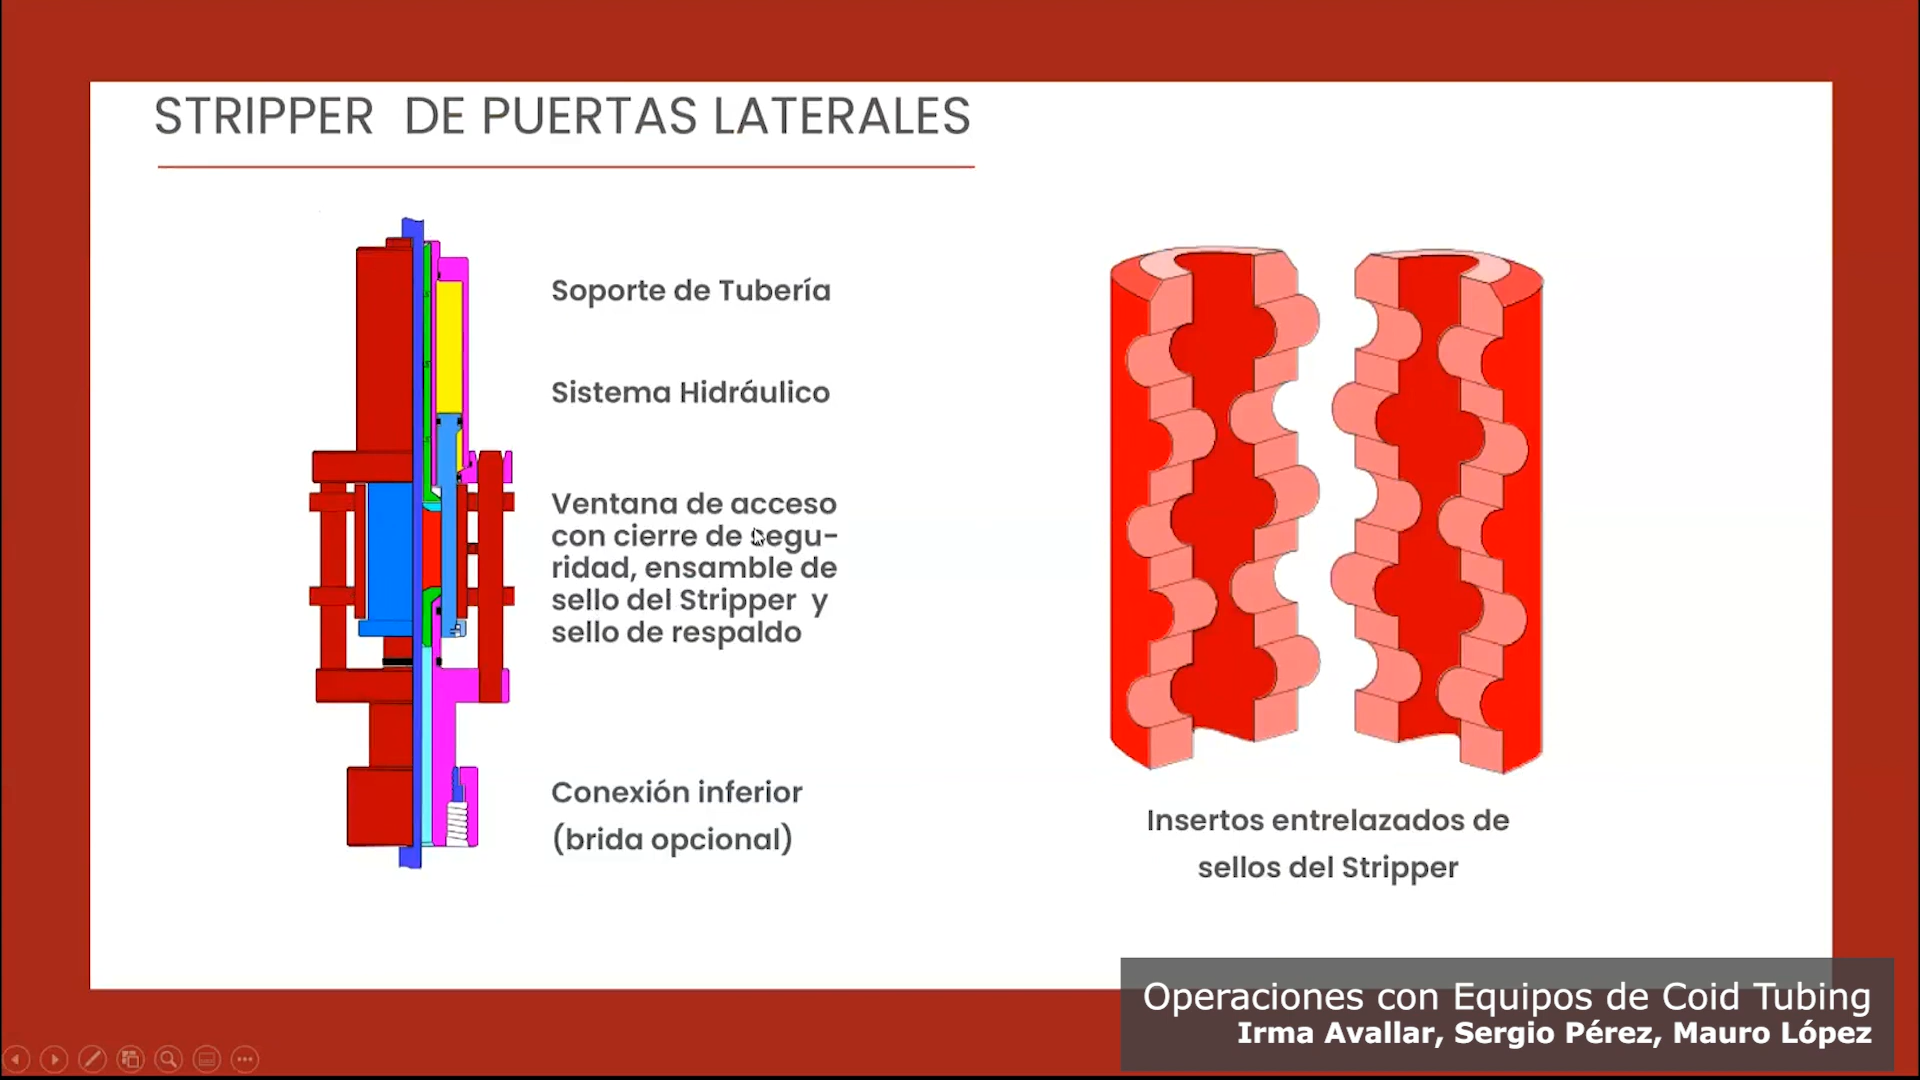 STRIPPER DE PUERTAS LATERALES
Soporte de Tubería
Sistema Hidráulico
Ventana de acceso
con cierre de segu-
ridad, ensamble de
sello del Stripper y
sello de respaldo
Conexión inferior
(brida opcional)
Insertos entrelazados de
sellos del Stripper
Operaciones con Equipos de Coid Tubing
Irma Avallar, Sergio Pérez, Mauro López